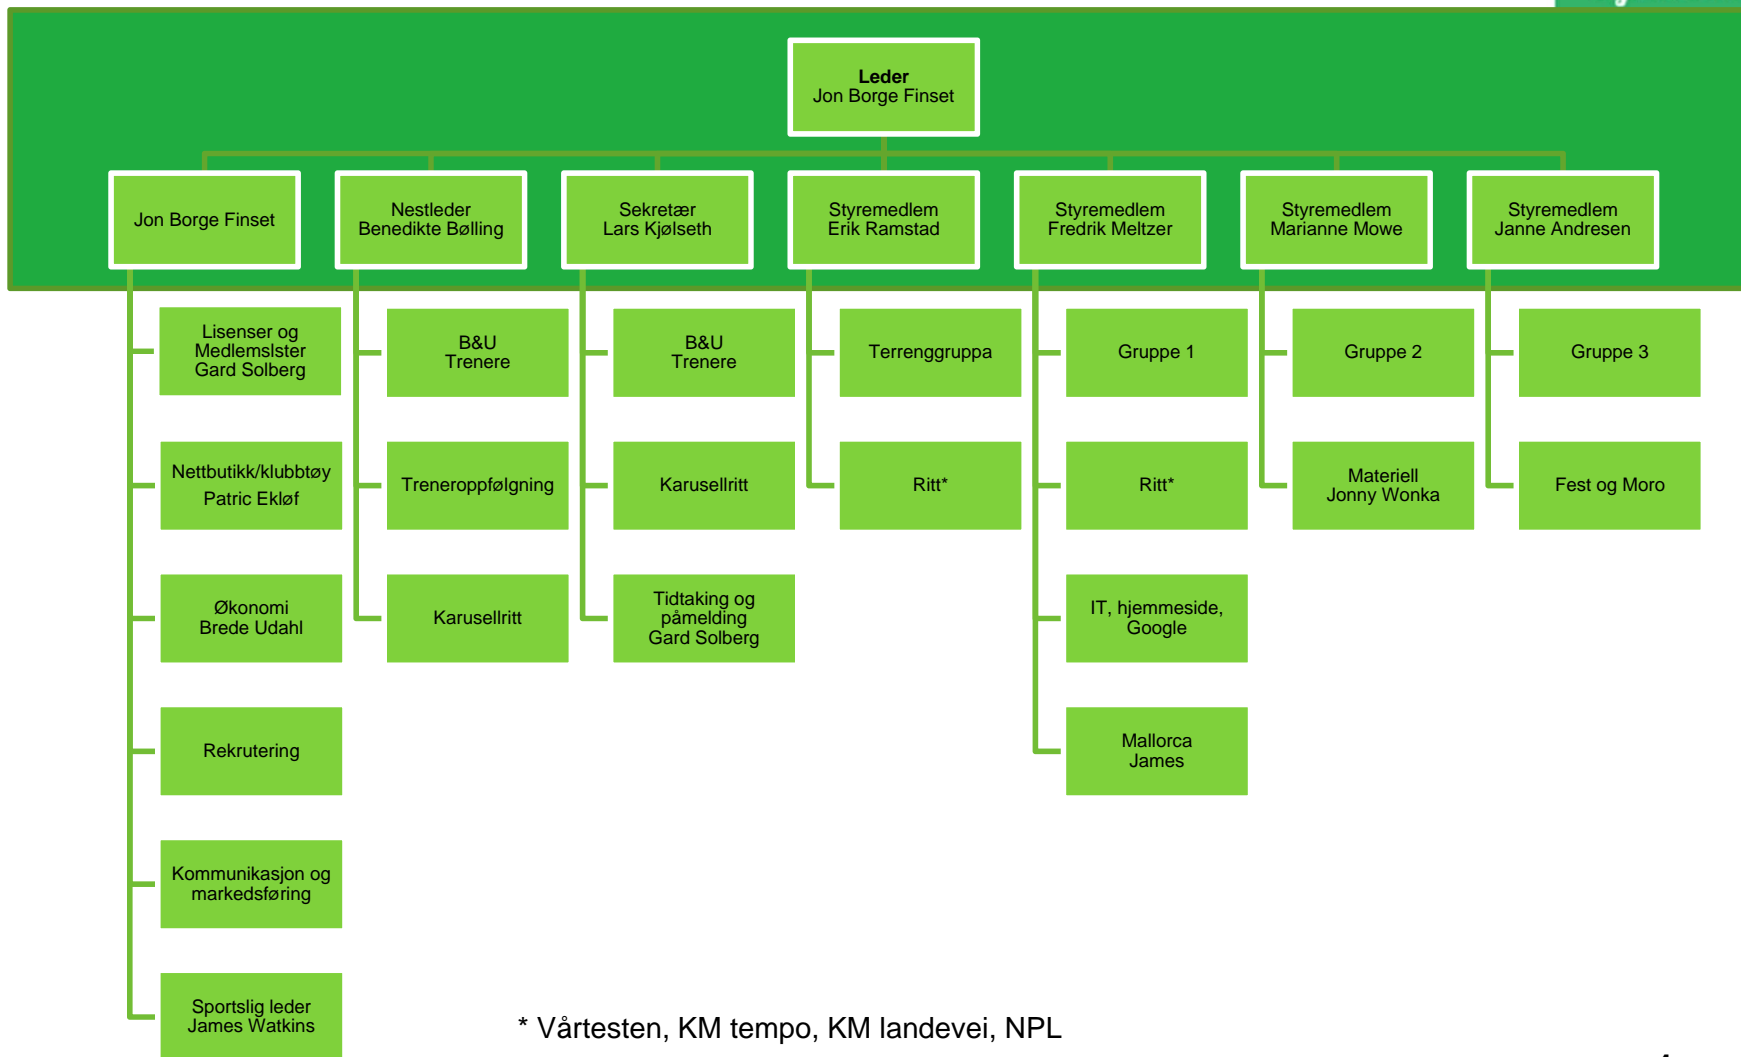 Leder
Jon Borge Finset
Jon Borge Finset
Nestleder
Benedikte Bølling
Sekretær
Lars Kjølseth
Styremedlem
Erik Ramstad
Styremedlem
Fredrik Meltzer
Styremedlem
Marianne Mowe
Styremedlem
Janne Andresen
Lisenser og
Medlemslster
Gard Solberg
Nettbutikk/klubbtøy
Patric Ekløf
Økonomi
Brede Udahl
Rekrutering
Kommunikasjon og
markedsføring
Sportslig leder
James Watkins
B&U
Trenere
Treneroppfølgning
Karusellritt
B&U
Trenere
Karusellritt
Tidtaking og
påmelding
Gard Solberg
Terrenggruppa
Ritt*
Gruppe 1
Ritt*
IT, hjemmeside,
Google
Mallorca
James
Gruppe 2
Materiell
Jonny Wonka
Gruppe 3
Fest og Moro
* Vårtesten, KM tempo, KM landevei, NPL